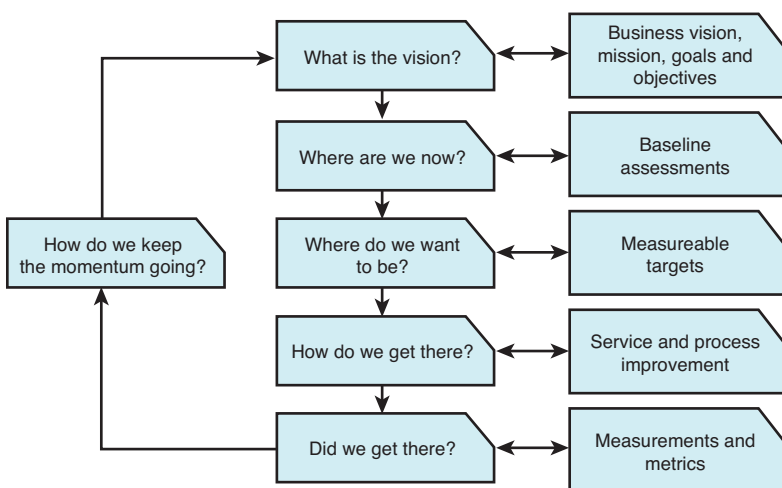 What is the vision?
Business vision,
mission, goals and
objectives
Where are we now?
Baseline
assessments
How do we keep
the momentum going?
Where do we want
to be?
Measureable
targets
How do we get there?
Service and process
improvement
Did we get there?
Measurements and
metrics